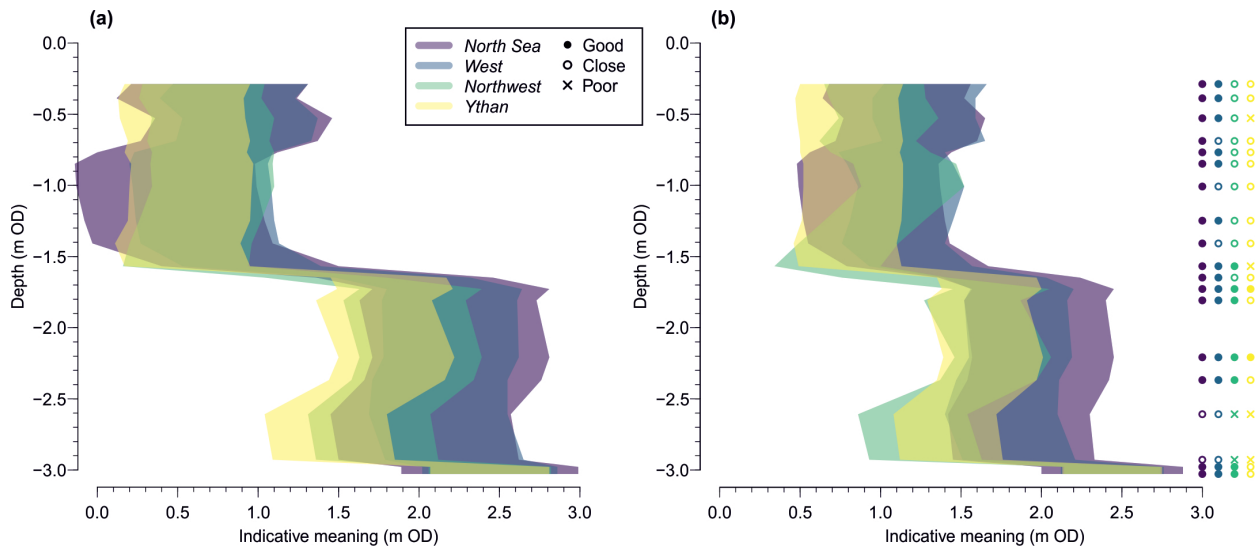 (a)
(b)
North Sea
Good
West
Close
Northwest
Poor
Ythan
0.0
−0.5
−1.0
−1.5
−2.0
−2.5
−3.0
Depth (m OD)
0.0 0.5 1.0 1.5 2.0 2.5 3.0
Indicative meaning (m OD)
0.0
−0.5
−1.0
−1.5
−2.0
−2.5
−3.0
Depth (m OD)
0.0 0.5 1.0 1.5 2.0 2.5 3.0
Indicative meaning (m OD)